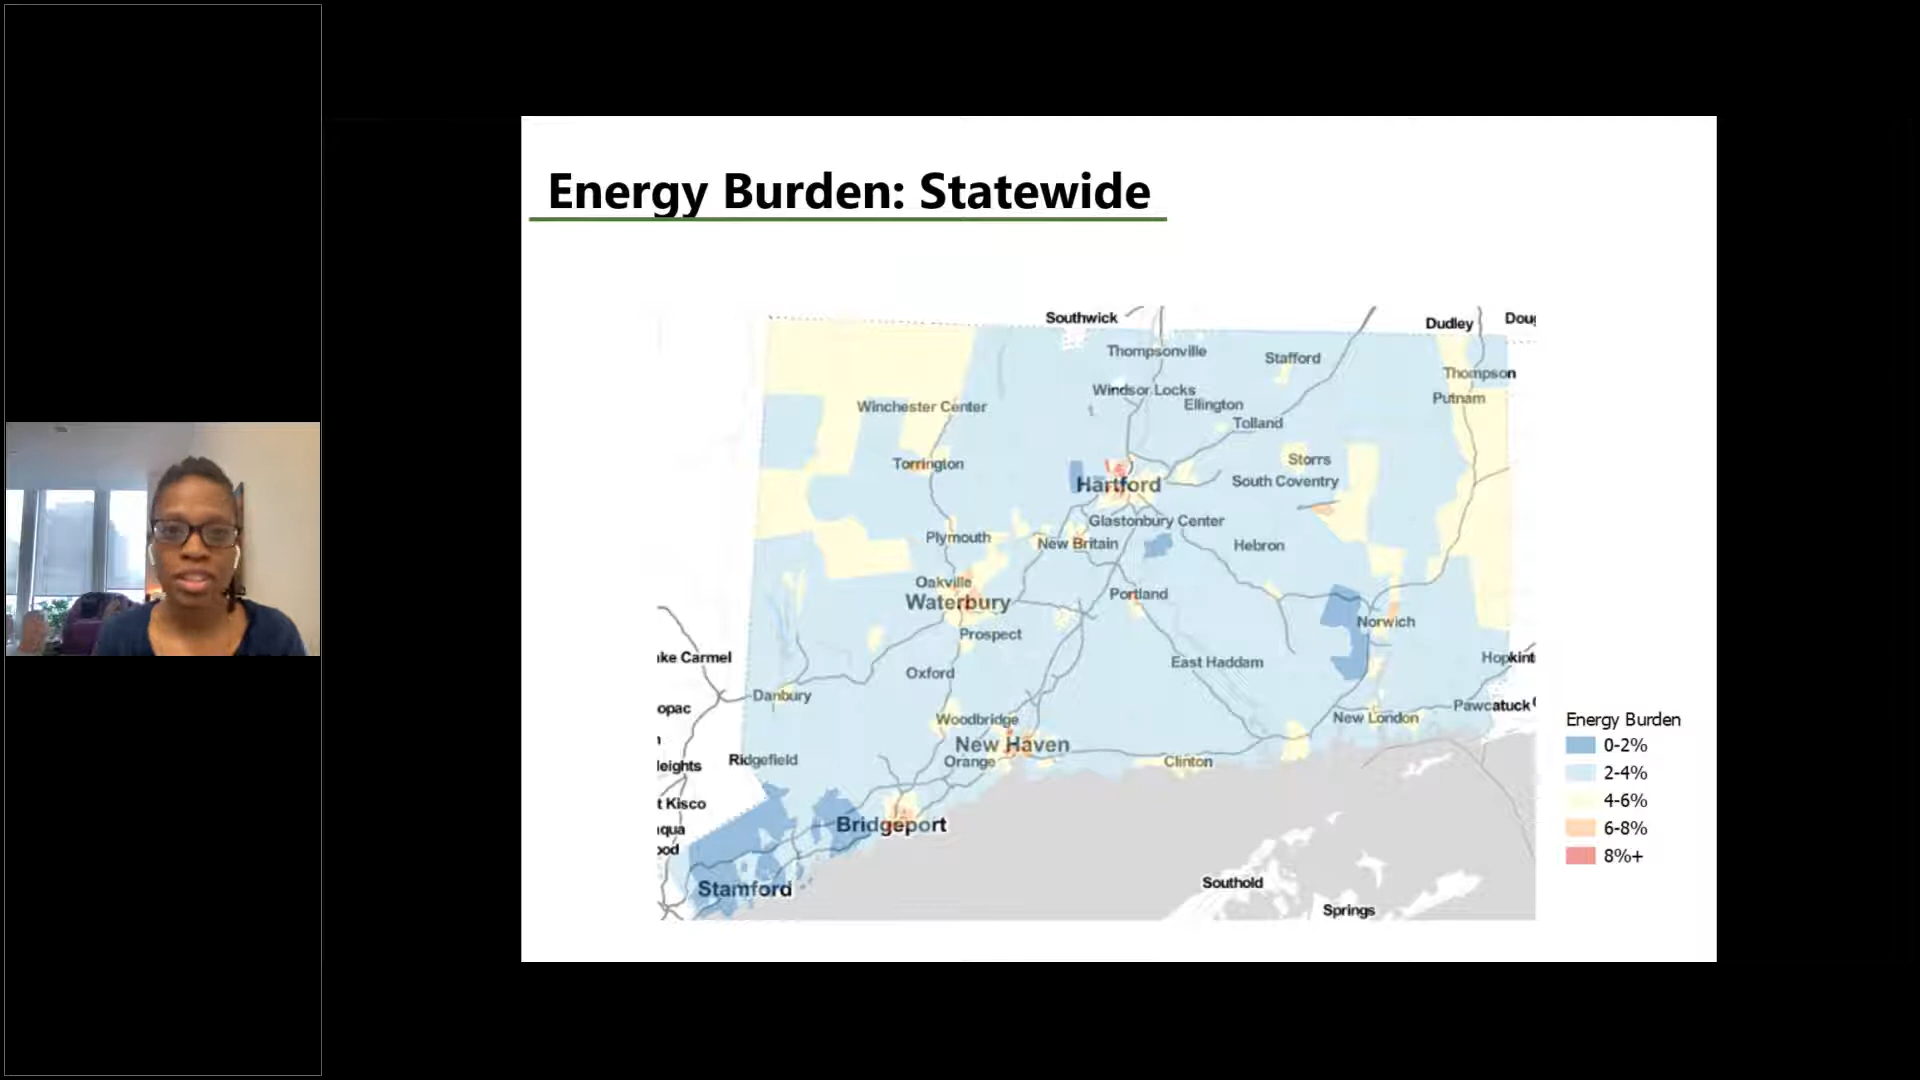 Energy Burden: Statewide
Southwick
Dudley
Thompsonville
Stafford
Thompson
Windsor Locks
Putnam
Winchester Center
Ellington
Tolland
Torrington
Storrs
Hartford
South Coventry
Glastonbury Center
Plymouth
New Britain
Hebron
Oakville
Waterbury
Portland
Norwich
Prospect
ke Carmel
East Haddam
Hopkint
Oxford
Danbury
opac
Pawcatuck
Woodbridge
New London
New Haven
Ridgefield
Orange
Clinton
leights
t Kisco
Bridgeport
Stamford
Southold
Springs
Energy Burden
0-2%
2-4%
4-6%
6-8%
8%+